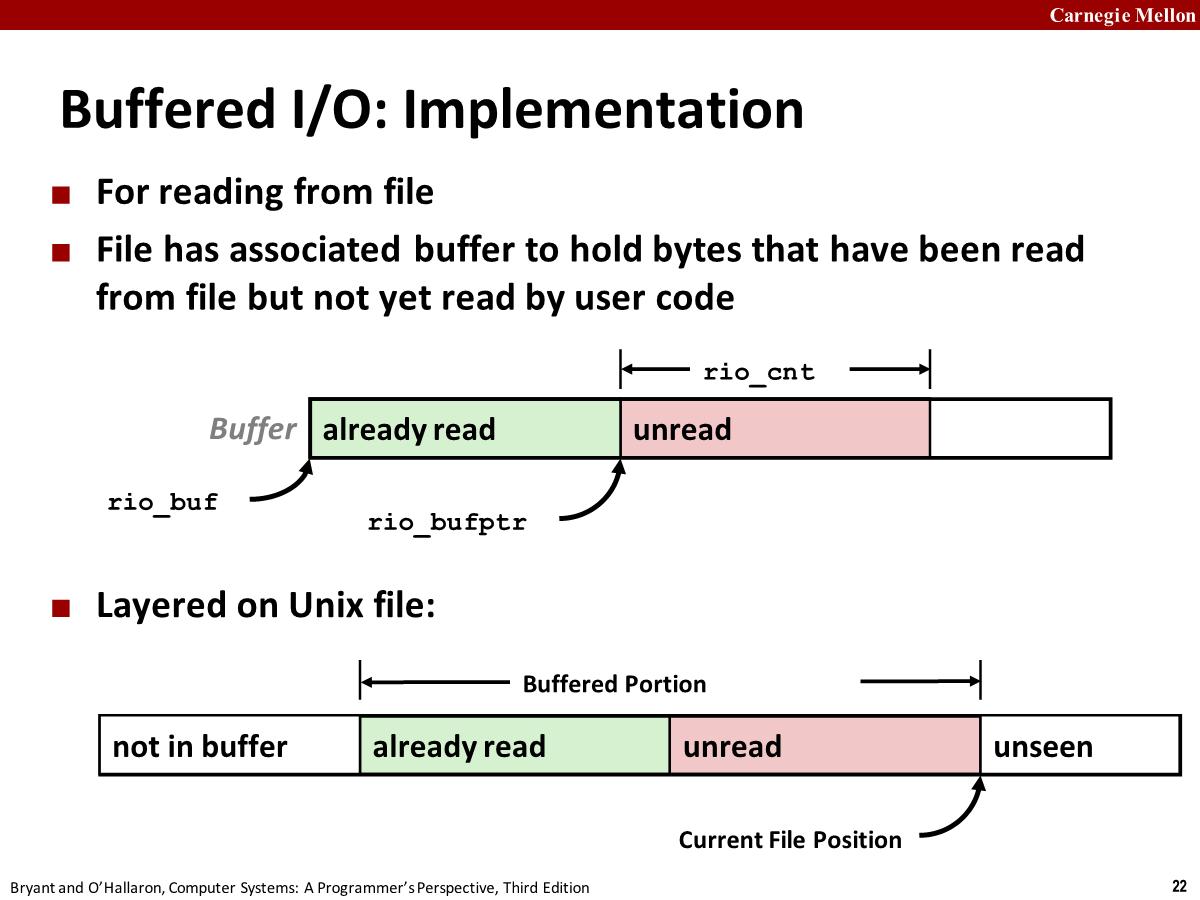 Carnegie Mellon
Buffered I/O: Implementation
For reading from file
File has associated buffer to hold bytes that have been read
from file but not yet read by user code
rio_cnt
Buffer already read unread
rio_buf
rio_bufptr
Layered on Unix file:
Buffered Portion
not in buffer already read unread unseen
Current File Position
Bryant and O’Hallaron, Computer Systems: A Programmer’s Perspective, Third Edition 22